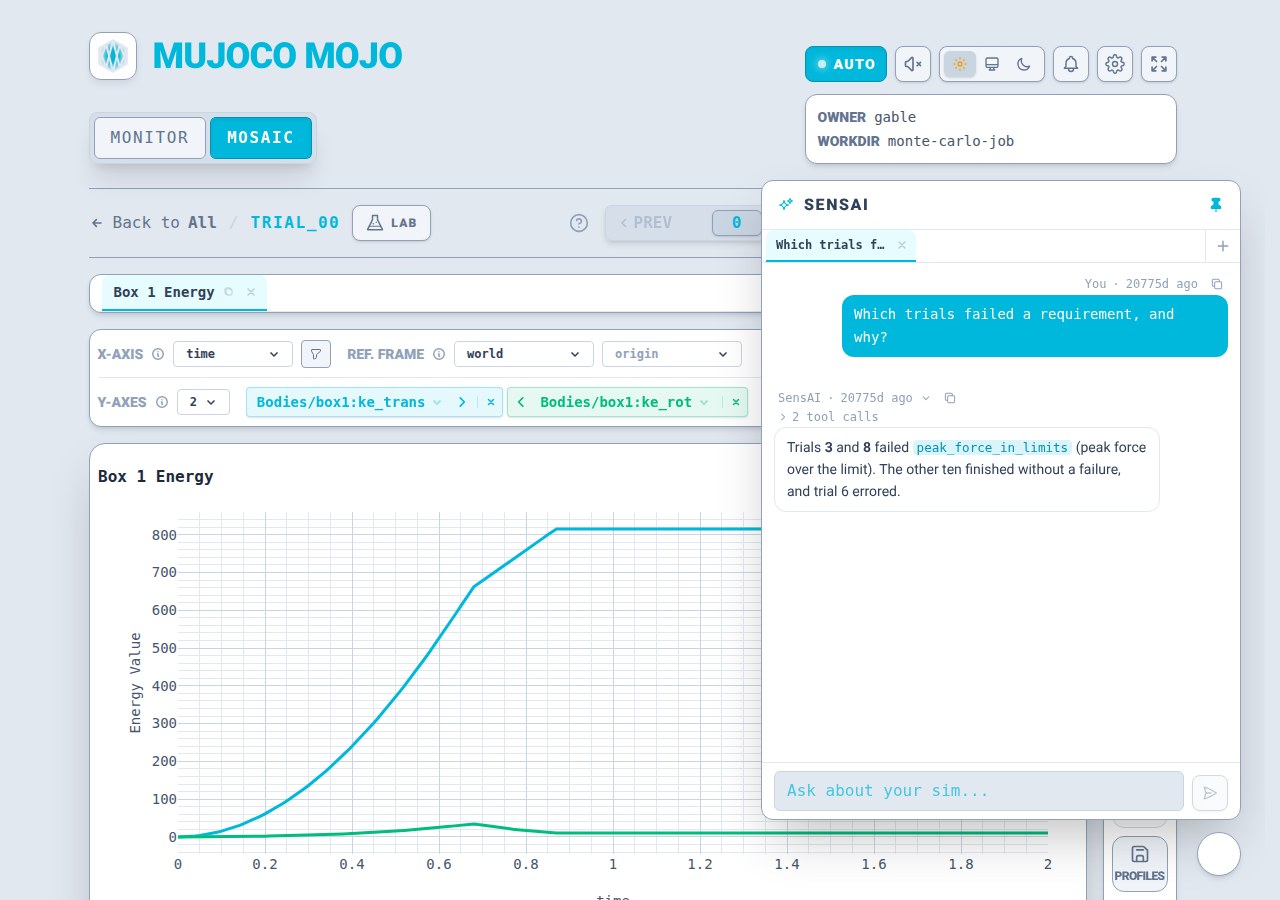 MUJOCO MOJO
AUTO
OWNER gable
WORKDIR monte-carlo-job
MONITOR
MOSAIC
Back to All / TRIAL_00
LAB
PREV
0
Box 1 Energy
X-AXIS
time
REF. FRAME
world
origin
Y-AXES
2
Bodies/box1:ke_trans
Bodies/box1:ke_rot
Box 1 Energy
Energy Value
800
700
600
500
400
300
200
100
0
0 0.2 0.4 0.6 0.8 1 1.2 1.4 1.6 1.8 2
SENSAI
Which trials f…
You · 20775d ago
Which trials failed a requirement, and
why?
SensAI · 20775d ago
2 tool calls
Trials 3 and 8 failed peak_force_in_limits (peak force
over the limit). The other ten finished without a failure,
and trial 6 errored.
Ask about your sim...
PROFILES